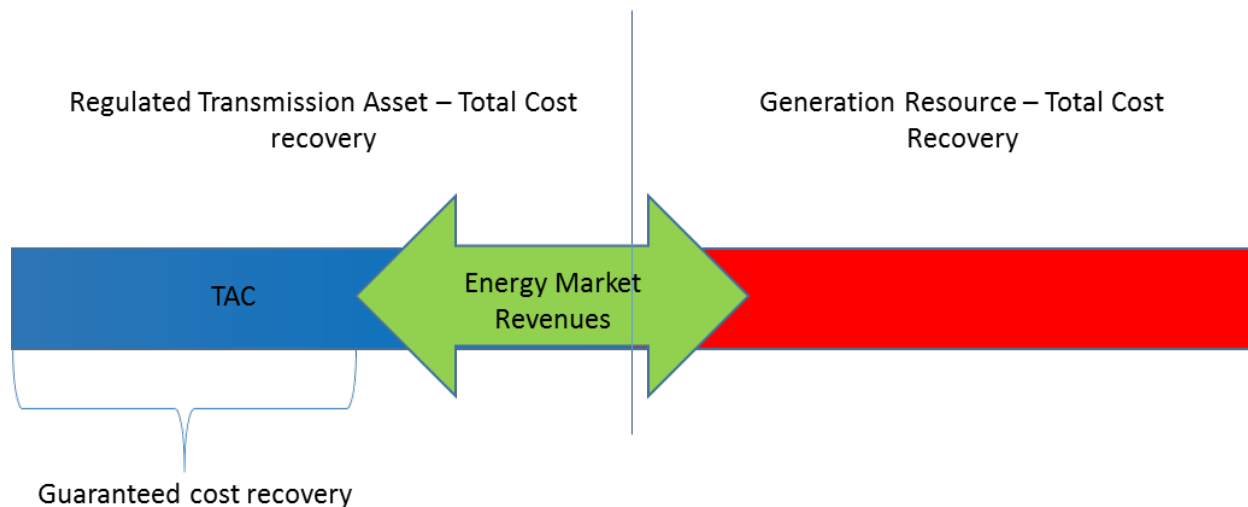 Regulated Transmission Asset – Total Cost
recovery
Generation Resource – Total Cost
Recovery
TAC
Energy Market
Revenues
Guaranteed cost recovery